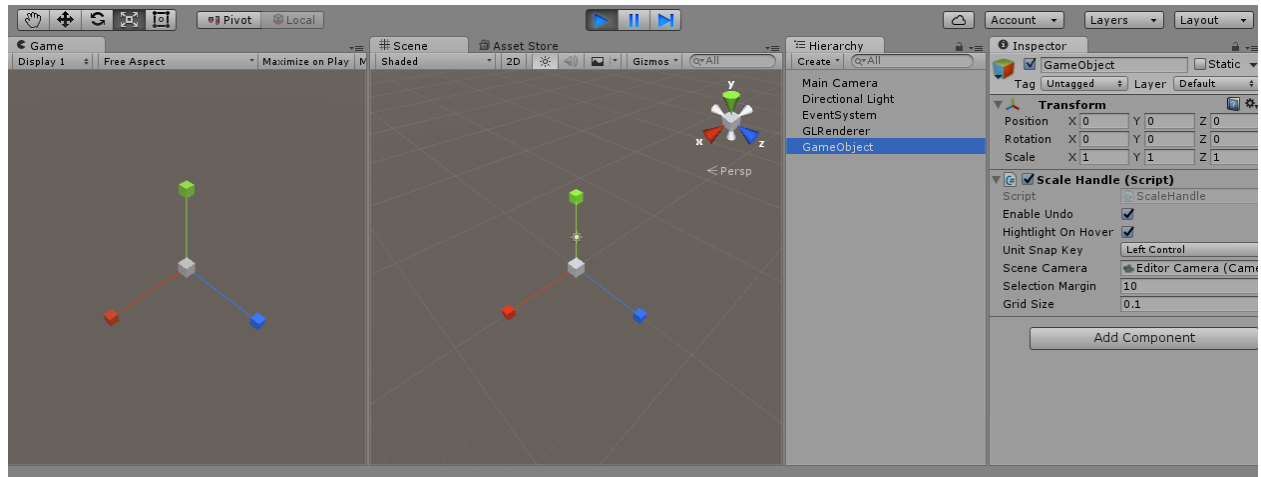 Pivot Local Account Layers Layout
Game
Display 1 Free Aspect Maximize on Play M
Scene Asset Store
Shaded 2D Gizmos All
y
x z
Persp
Hierarchy
Create All
Main Camera
Directional Light
EventSystem
GLRenderer
GameObject
Inspector
GameObject Static
Tag Untagged Layer Default
Transform
Position X 0 Y 0 Z 0
Rotation X 0 Y 0 Z 0
Scale X 1 Y 1 Z 1
Scale Handle (Script)
Script ScaleHandle
Enable Undo
Hightlight On Hover
Unit Snap Key Left Control
Scene Camera Editor Camera (Came
Selection Margin 10
Grid Size 0.1
Add Component